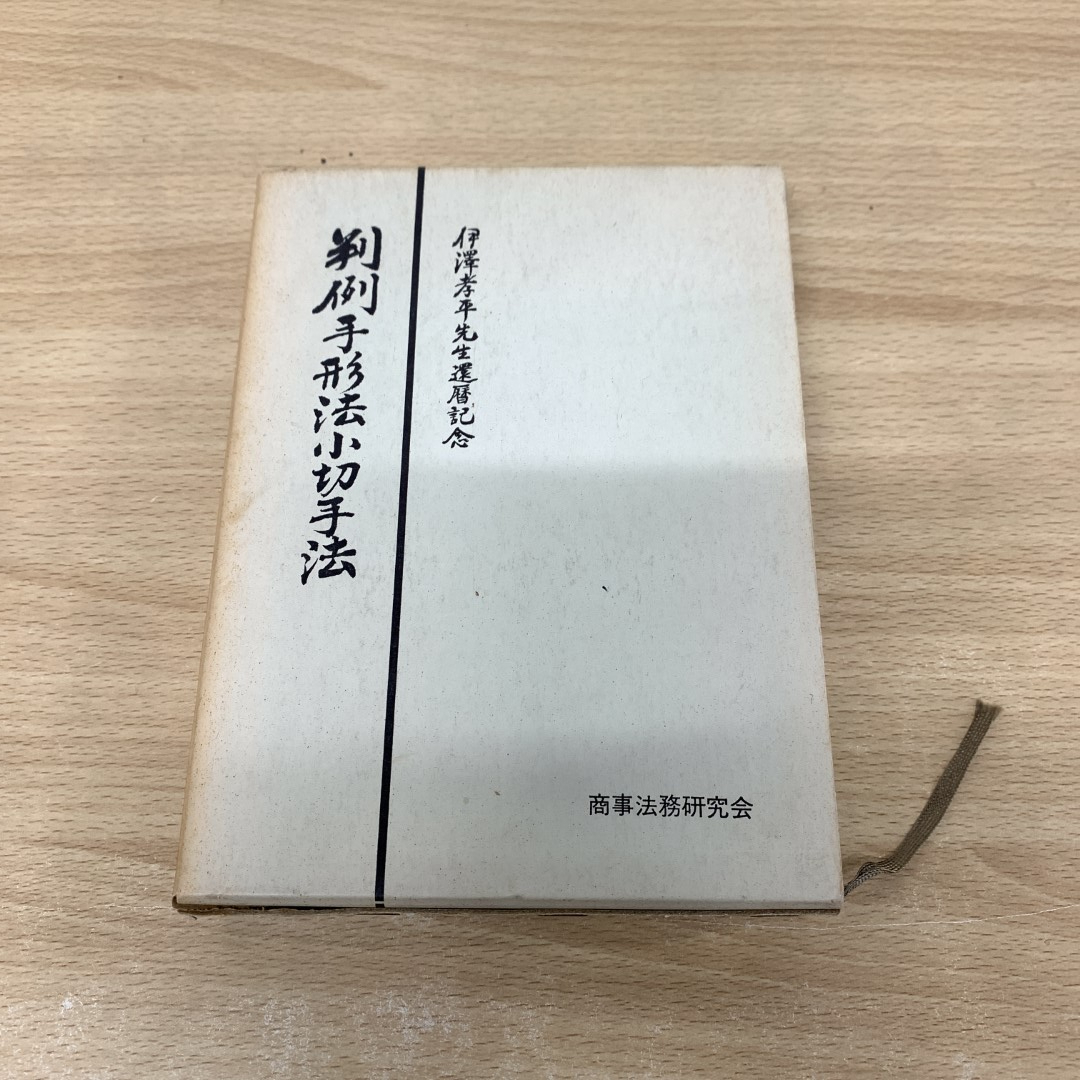 伊澤孝平先生還曆記念
判例手形法小切手法
商事法務研究会